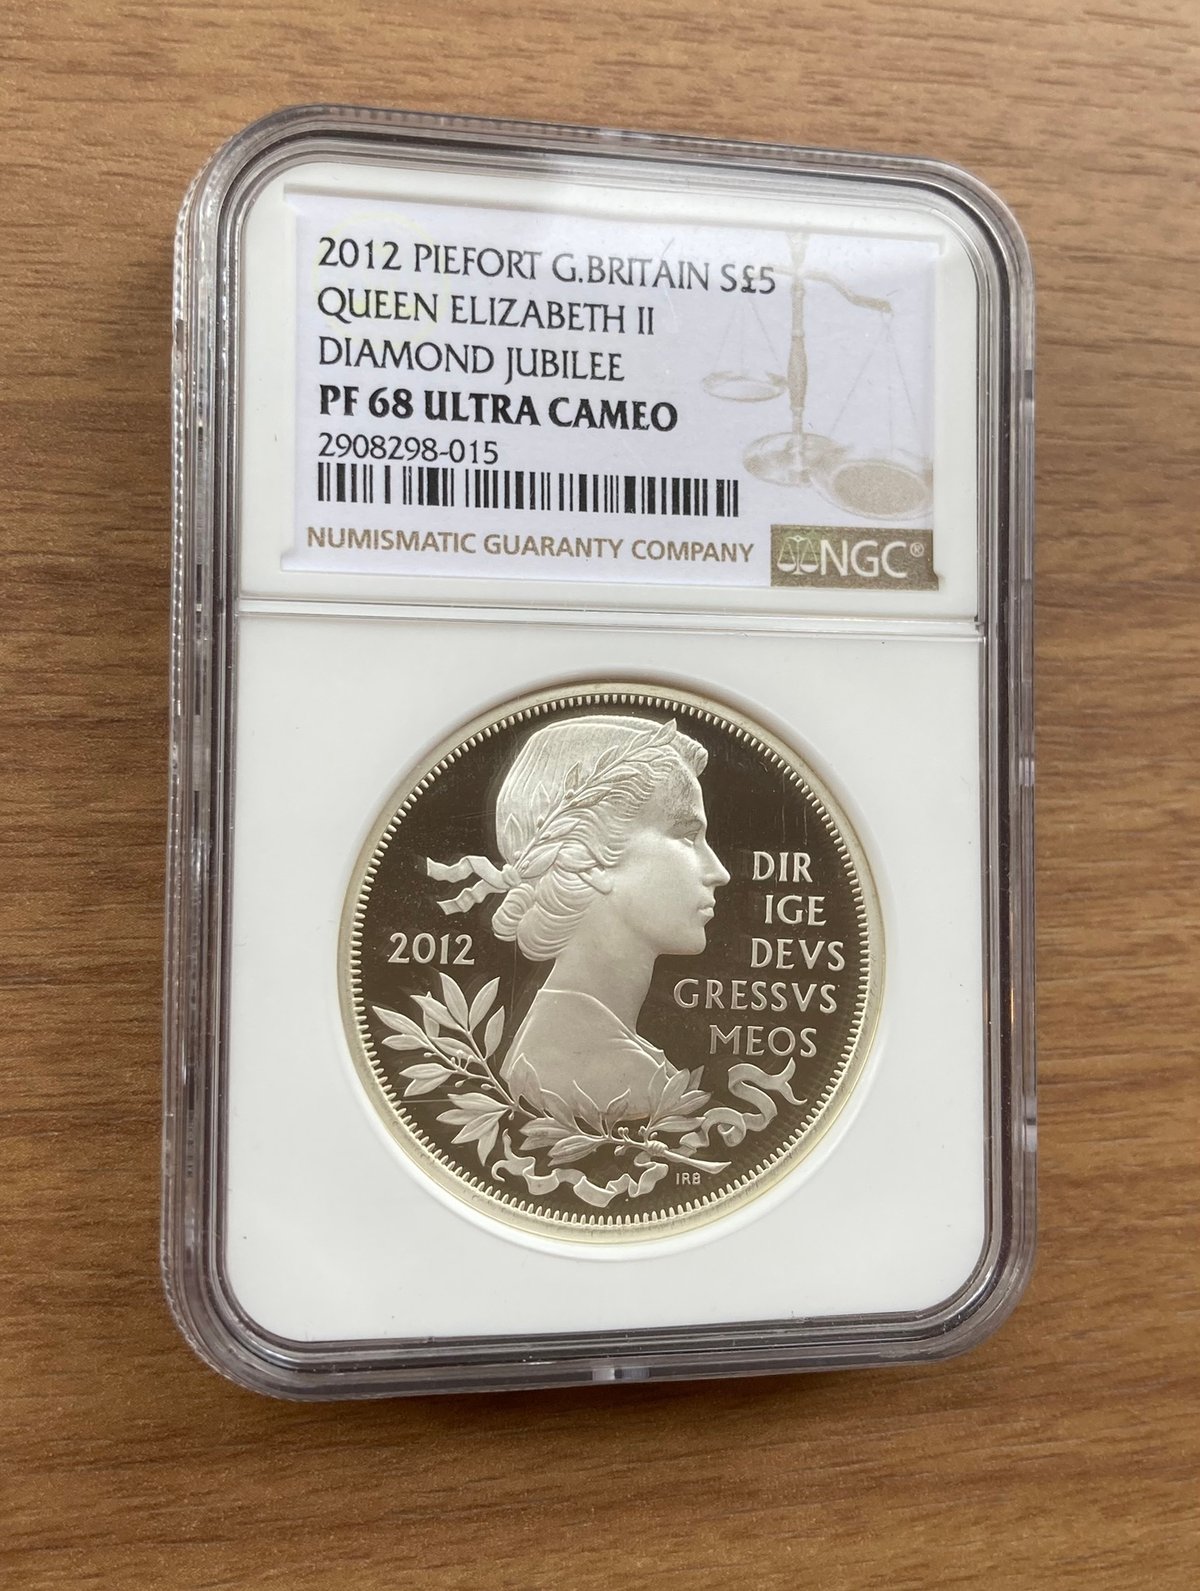 2012 PIEFORT G.BRITAIN S£5
QUEEN ELIZABETH II
DIAMOND JUBILEE
PF 68 ULTRA CAMEO
2908298-015
NUMISMATIC GUARANTY COMPANY
NGC®
2012
DIR
IGE
DEVS
GRESSVS
MEOS
IRB